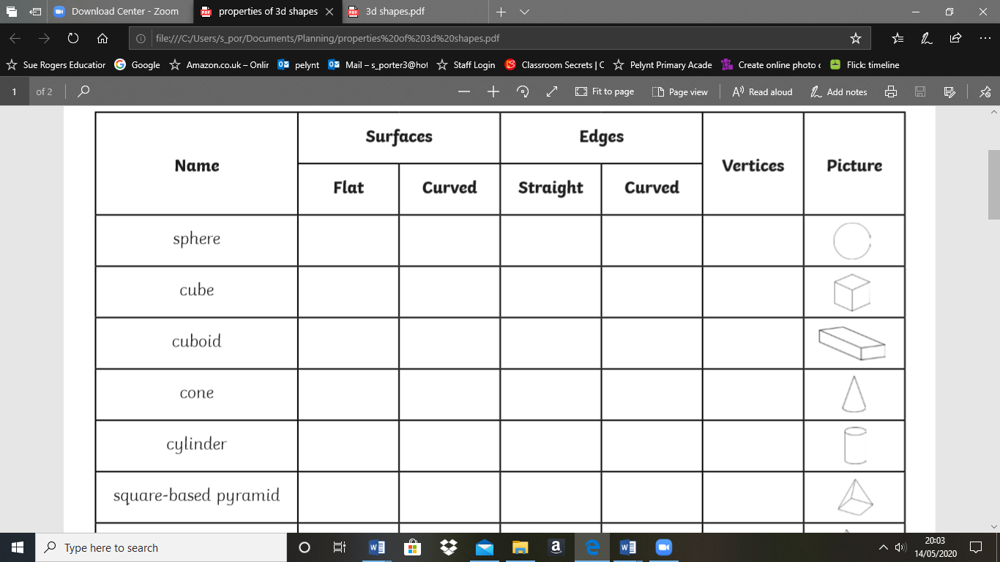 Download Center - Zoom
properties of 3d shapes
3d shapes.pdf
file:///C:/Users/s_por/Documents/Planning/properties%20of%203d%20shapes.pdf
Sue Rogers Education Google Amazon.co.uk – Onlir pelynt Mail – s_porter3@hot Staff Login Classroom Secrets | C Pelynt Primary Acade Create online photo c Flick: timeline
1 of 2 Fit to page Page view Read aloud Add notes
Name Surfaces Edges Vertices Picture
Flat Curved Straight Curved
sphere
cube
cuboid
cone
cylinder
square-based pyramid
Type here to search
20:03
14/05/2020